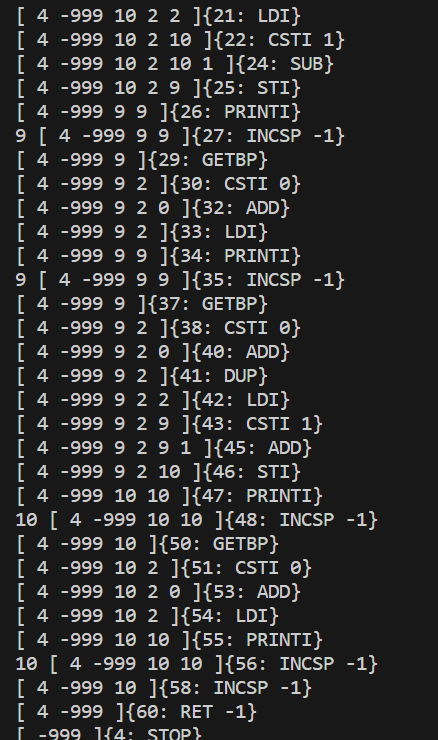 [ 4 -999 10 2 2 ]{21: LDI}
[ 4 -999 10 2 10 ]{22: CSTI 1}
[ 4 -999 10 2 10 1 ]{24: SUB}
[ 4 -999 10 2 9 ]{25: STI}
[ 4 -999 9 9 ]{26: PRINTI}
9 [ 4 -999 9 9 ]{27: INCSP -1}
[ 4 -999 9 ]{29: GETBP}
[ 4 -999 9 2 ]{30: CSTI 0}
[ 4 -999 9 2 0 ]{32: ADD}
[ 4 -999 9 2 ]{33: LDI}
[ 4 -999 9 9 ]{34: PRINTI}
9 [ 4 -999 9 9 ]{35: INCSP -1}
[ 4 -999 9 ]{37: GETBP}
[ 4 -999 9 2 ]{38: CSTI 0}
[ 4 -999 9 2 0 ]{40: ADD}
[ 4 -999 9 2 ]{41: DUP}
[ 4 -999 9 2 2 ]{42: LDI}
[ 4 -999 9 2 9 ]{43: CSTI 1}
[ 4 -999 9 2 9 1 ]{45: ADD}
[ 4 -999 9 2 10 ]{46: STI}
[ 4 -999 10 10 ]{47: PRINTI}
10 [ 4 -999 10 10 ]{48: INCSP -1}
[ 4 -999 10 ]{50: GETBP}
[ 4 -999 10 2 ]{51: CSTI 0}
[ 4 -999 10 2 0 ]{53: ADD}
[ 4 -999 10 2 ]{54: LDI}
[ 4 -999 10 10 ]{55: PRINTI}
10 [ 4 -999 10 10 ]{56: INCSP -1}
[ 4 -999 10 ]{58: INCSP -1}
[ 4 -999 ]{60: RET -1}
[ -999 ]{4: STOP}